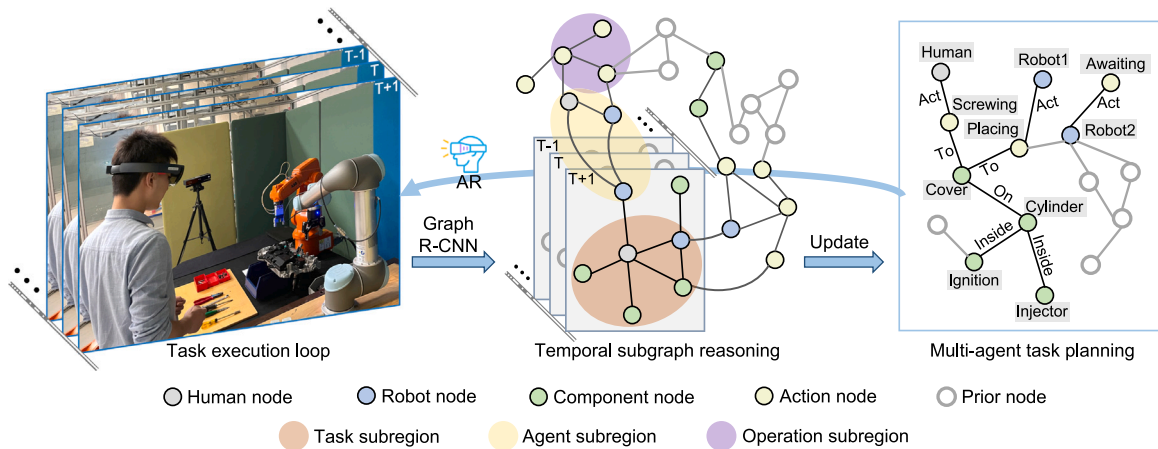 T-1
T
T+1
AR
Graph
R-CNN
T-1
T
T+1
Update
Human
Robot1
Awaiting
Act
Act
Act
Screwing
Placing
Robot2
To
To
Cover
On
Cylinder
Inside
Inside
Ignition
Injector
Task execution loop
Temporal subgraph reasoning
Multi-agent task planning
Human node
Robot node
Component node
Action node
Prior node
Task subregion
Agent subregion
Operation subregion